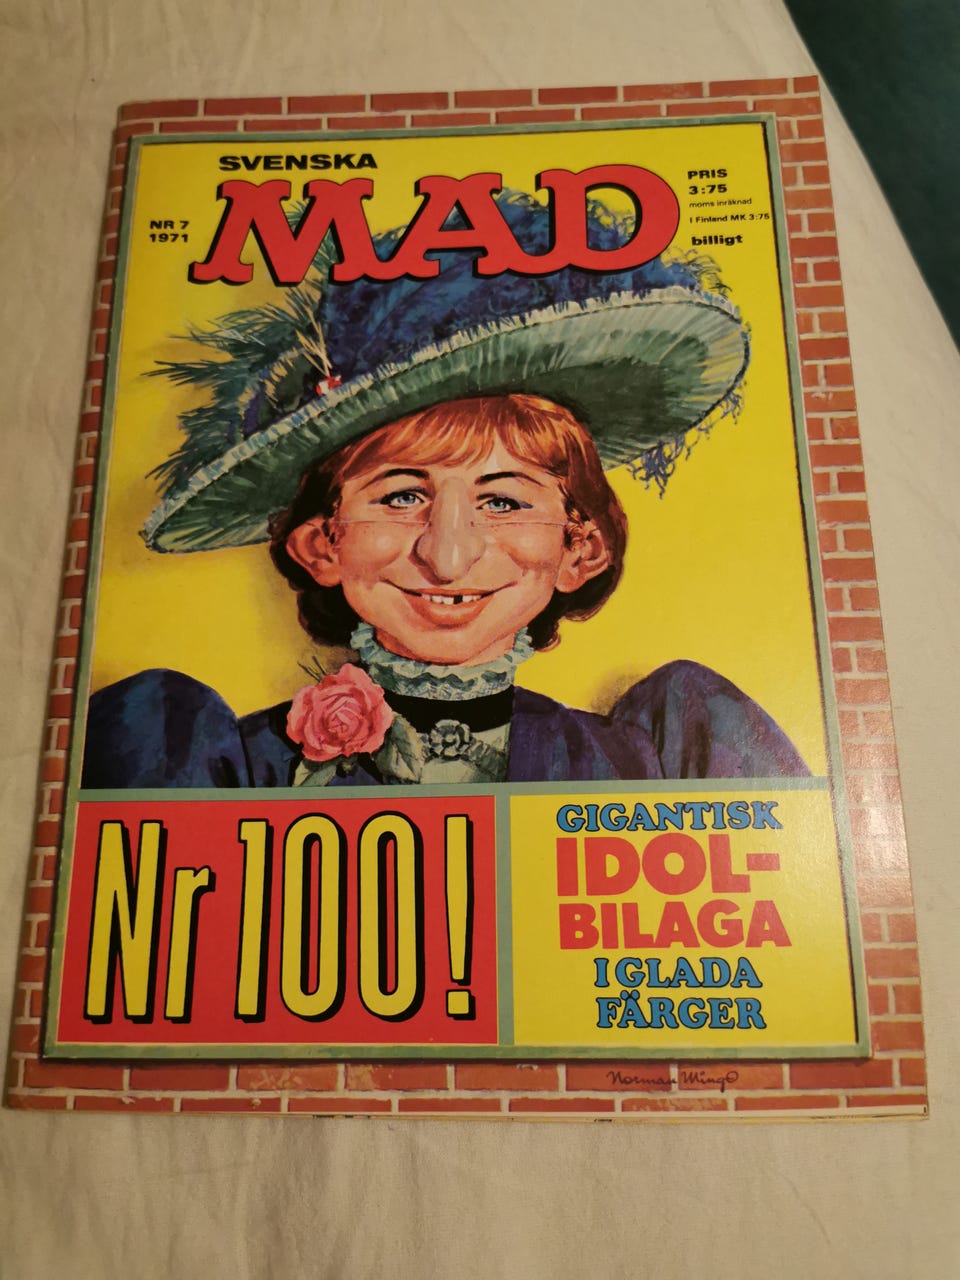 SVENSKA
MAD
NR 7
1971
PRIS
3:75
moms inräknad
I Finland MK 3:75
billigt
Nr 100!
GIGANTISK
IDOL-
BILAGA
I GLADA
FÄRGER
Norman Mingo